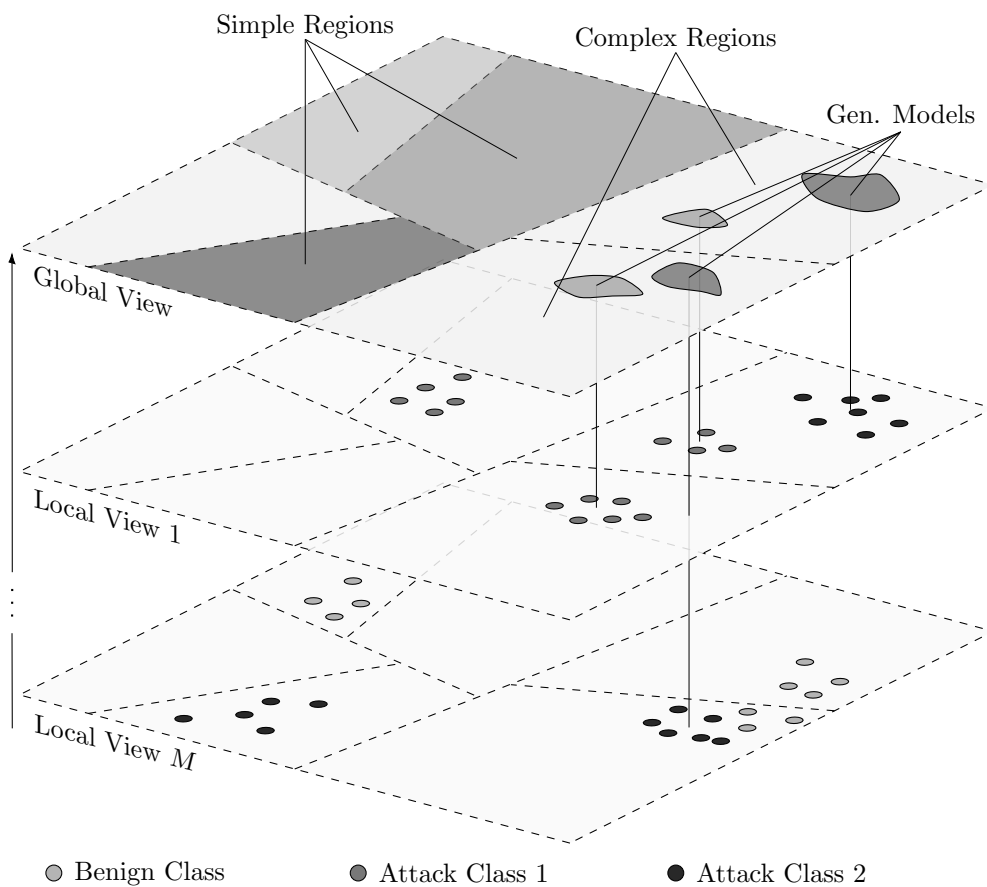 Simple Regions
Complex Regions
Gen. Models
Global View
Local View 1
Local View M
Benign Class
Attack Class 1
Attack Class 2